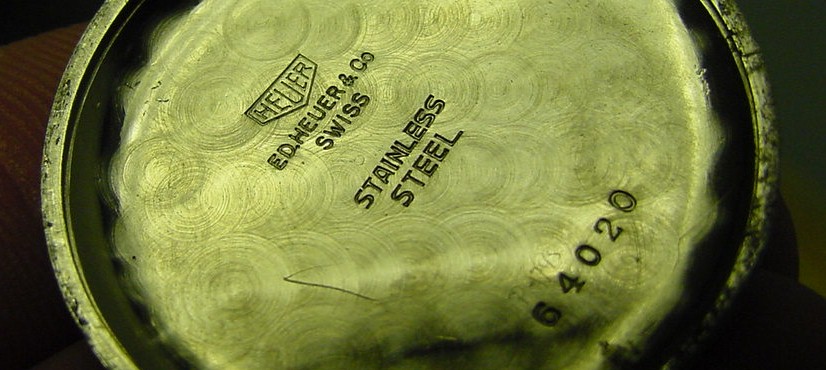 HEUER
ED.HEUER & Co
SWISS
STAINLESS
STEEL
64020